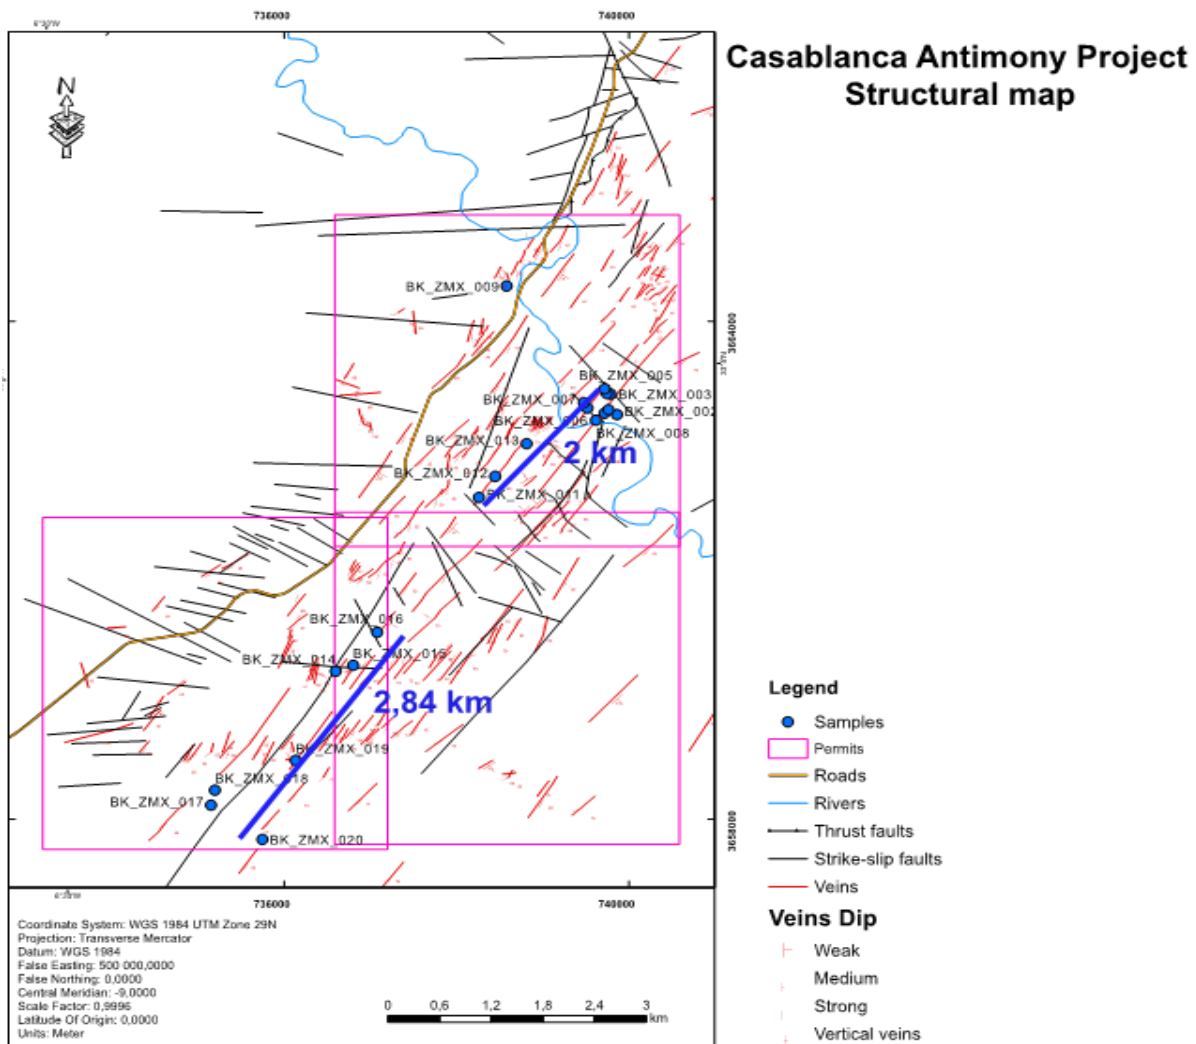 736000
740000
Casablanca Antimony Project
Structural map
N
BK_ZMX_009
3664000
BK_ZMX_005
BK_ZMX_003
BK_ZMX_007
BK_ZMX_002
BK_ZMX_006
BK_ZMX_008
BK_ZMX_013
2 km
BK_ZMX_012
BK_ZMX_011
BK_ZMX_016
BK_ZMX_015
BK_ZMX_014
2,84 km
BK_ZMX_019
BK_ZMX_018
BK_ZMX_017
BK_ZMX_020
3658000
736000
740000
Legend
Samples
Permits
Roads
Rivers
Thrust faults
Strike-slip faults
Veins
Veins Dip
Weak
Medium
Strong
Vertical veins
Coordinate System: WGS 1984 UTM Zone 29N
Projection: Transverse Mercator
Datum: WGS 1984
False Easting: 500 000,0000
False Northing: 0,0000
Central Meridian: -9,0000
Scale Factor: 0,9996
Latitude Of Origin: 0,0000
Units: Meter
0 0,6 1,2 1,8 2,4 3
km